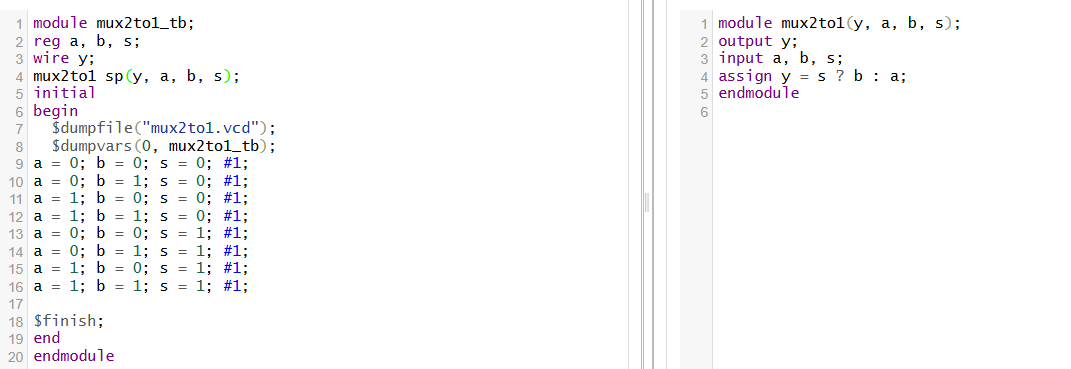 1 module mux2to1_tb;
2 reg a, b, s;
3 wire y;
4 mux2to1 sp(y, a, b, s);
5 initial
6 begin
7   $dumpfile("mux2to1.vcd");
8   $dumpvars(0, mux2to1_tb);
9 a = 0; b = 0; s = 0; #1;
10 a = 0; b = 1; s = 0; #1;
11 a = 1; b = 0; s = 0; #1;
12 a = 1; b = 1; s = 0; #1;
13 a = 0; b = 0; s = 1; #1;
14 a = 0; b = 1; s = 1; #1;
15 a = 1; b = 0; s = 1; #1;
16 a = 1; b = 1; s = 1; #1;
17
18 $finish;
19 end
20 endmodule
1 module mux2to1(y, a, b, s);
2 output y;
3 input a, b, s;
4 assign y = s ? b : a;
5 endmodule
6